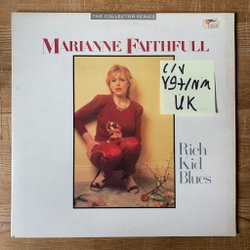 THE COLLECTOR SERIES
MARIANNE FAITHFULL
C/V
VG+/NM
UK
Rich
Kid
Blues